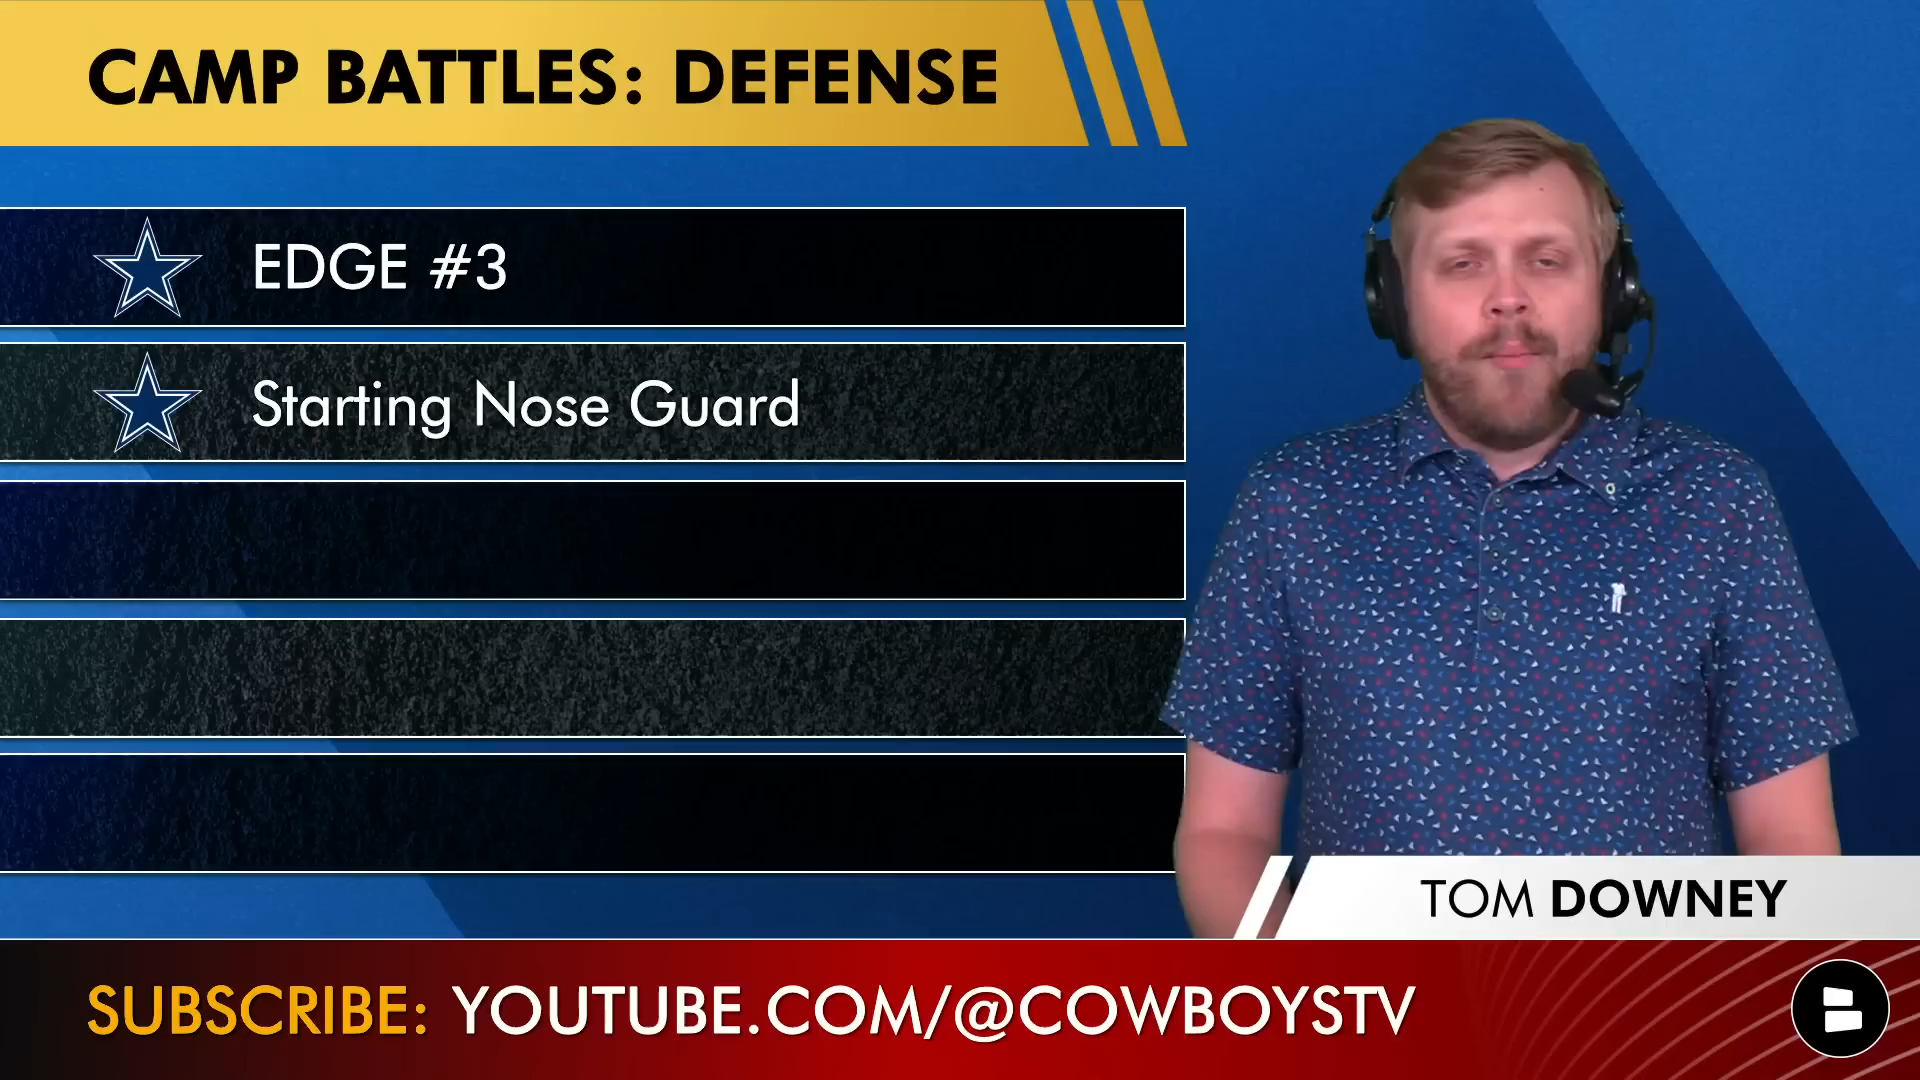 CAMP BATTLES: DEFENSE
EDGE #3
Starting Nose Guard
TOM DOWNEY
SUBSCRIBE: YOUTUBE.COM/@COWBOYSTV